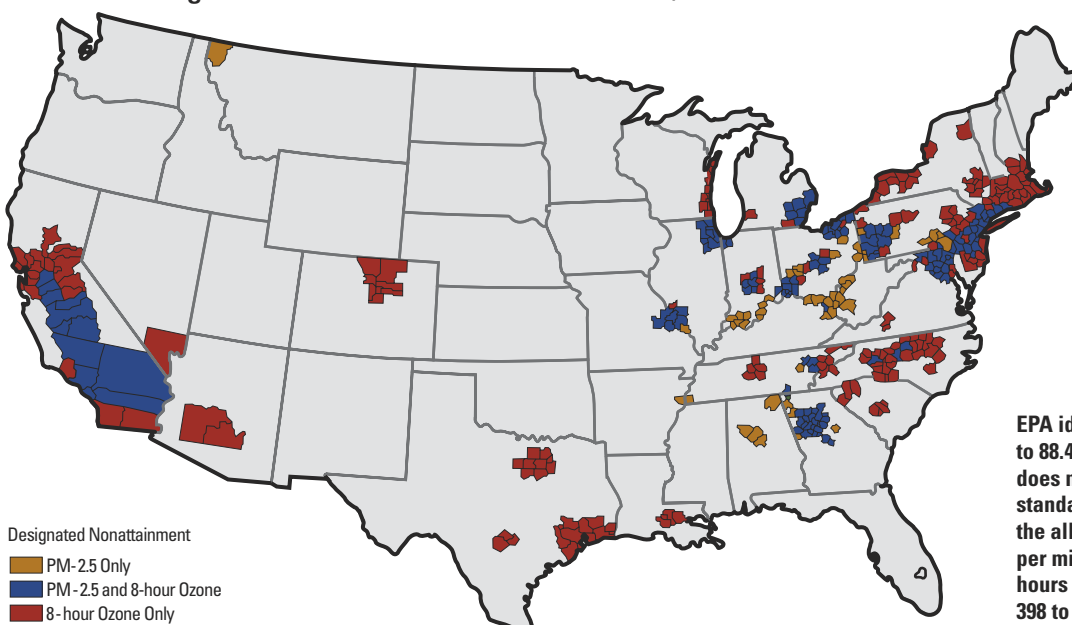 Designated Nonattainment
PM-2.5 Only
PM-2.5 and 8-hour Ozone
8-hour Ozone Only
EPA id
to 88.4
does n
standa
the all
per mi
hours
398 to